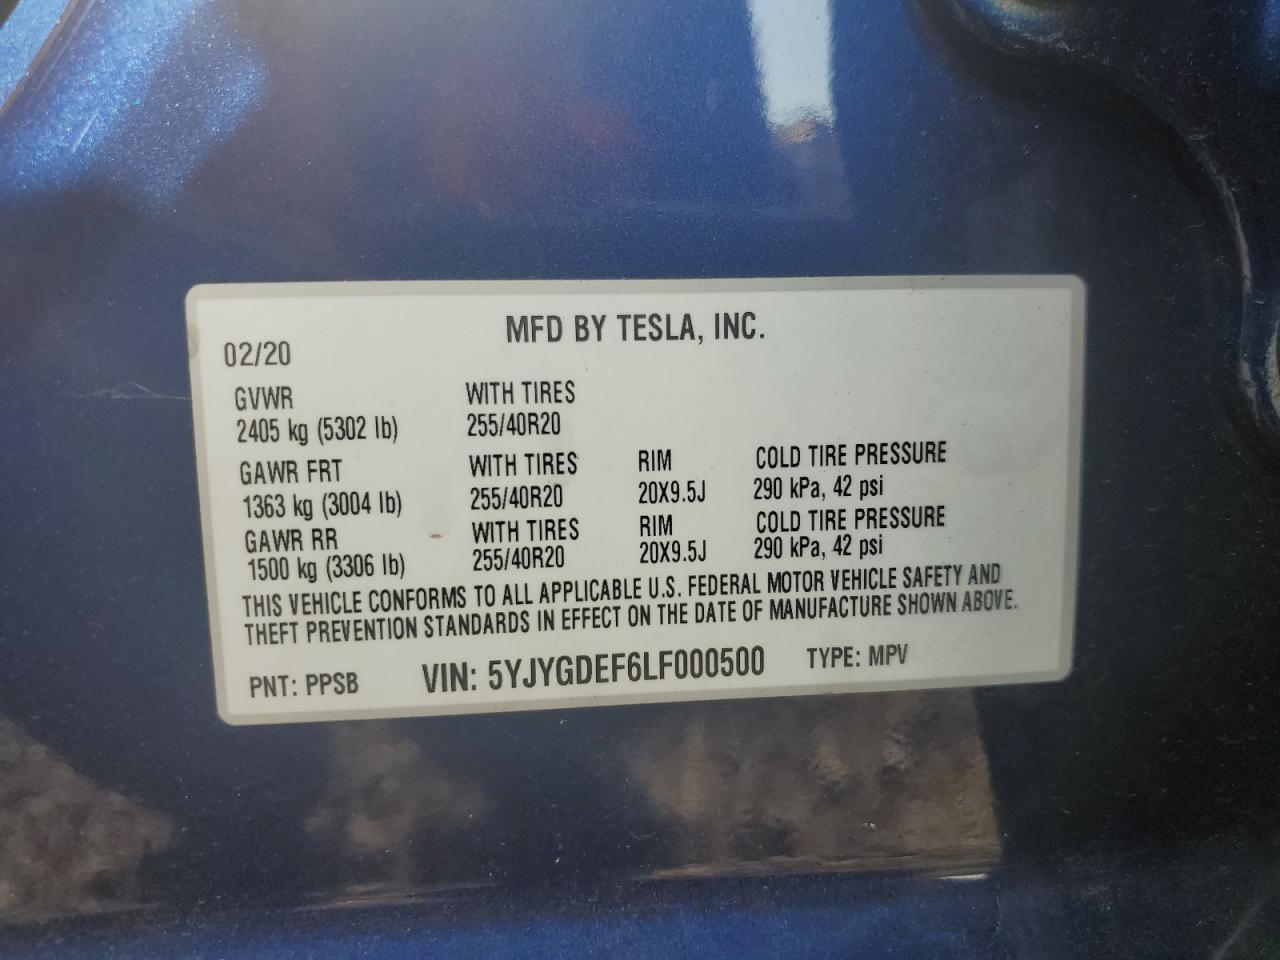 MFD BY TESLA, INC.
02/20
GVWR WITH TIRES
2405 kg (5302 lb) 255/40R20
GAWR FRT WITH TIRES RIM COLD TIRE PRESSURE
1363 kg (3004 lb) 255/40R20 20X9.5J 290 kPa, 42 psi
GAWR RR WITH TIRES RIM COLD TIRE PRESSURE
1500 kg (3306 lb) 255/40R20 20X9.5J 290 kPa, 42 psi
THIS VEHICLE CONFORMS TO ALL APPLICABLE U.S. FEDERAL MOTOR VEHICLE SAFETY AND
THEFT PREVENTION STANDARDS IN EFFECT ON THE DATE OF MANUFACTURE SHOWN ABOVE.
PNT: PPSB VIN: 5YJYGDEF6LF000500 TYPE: MPV